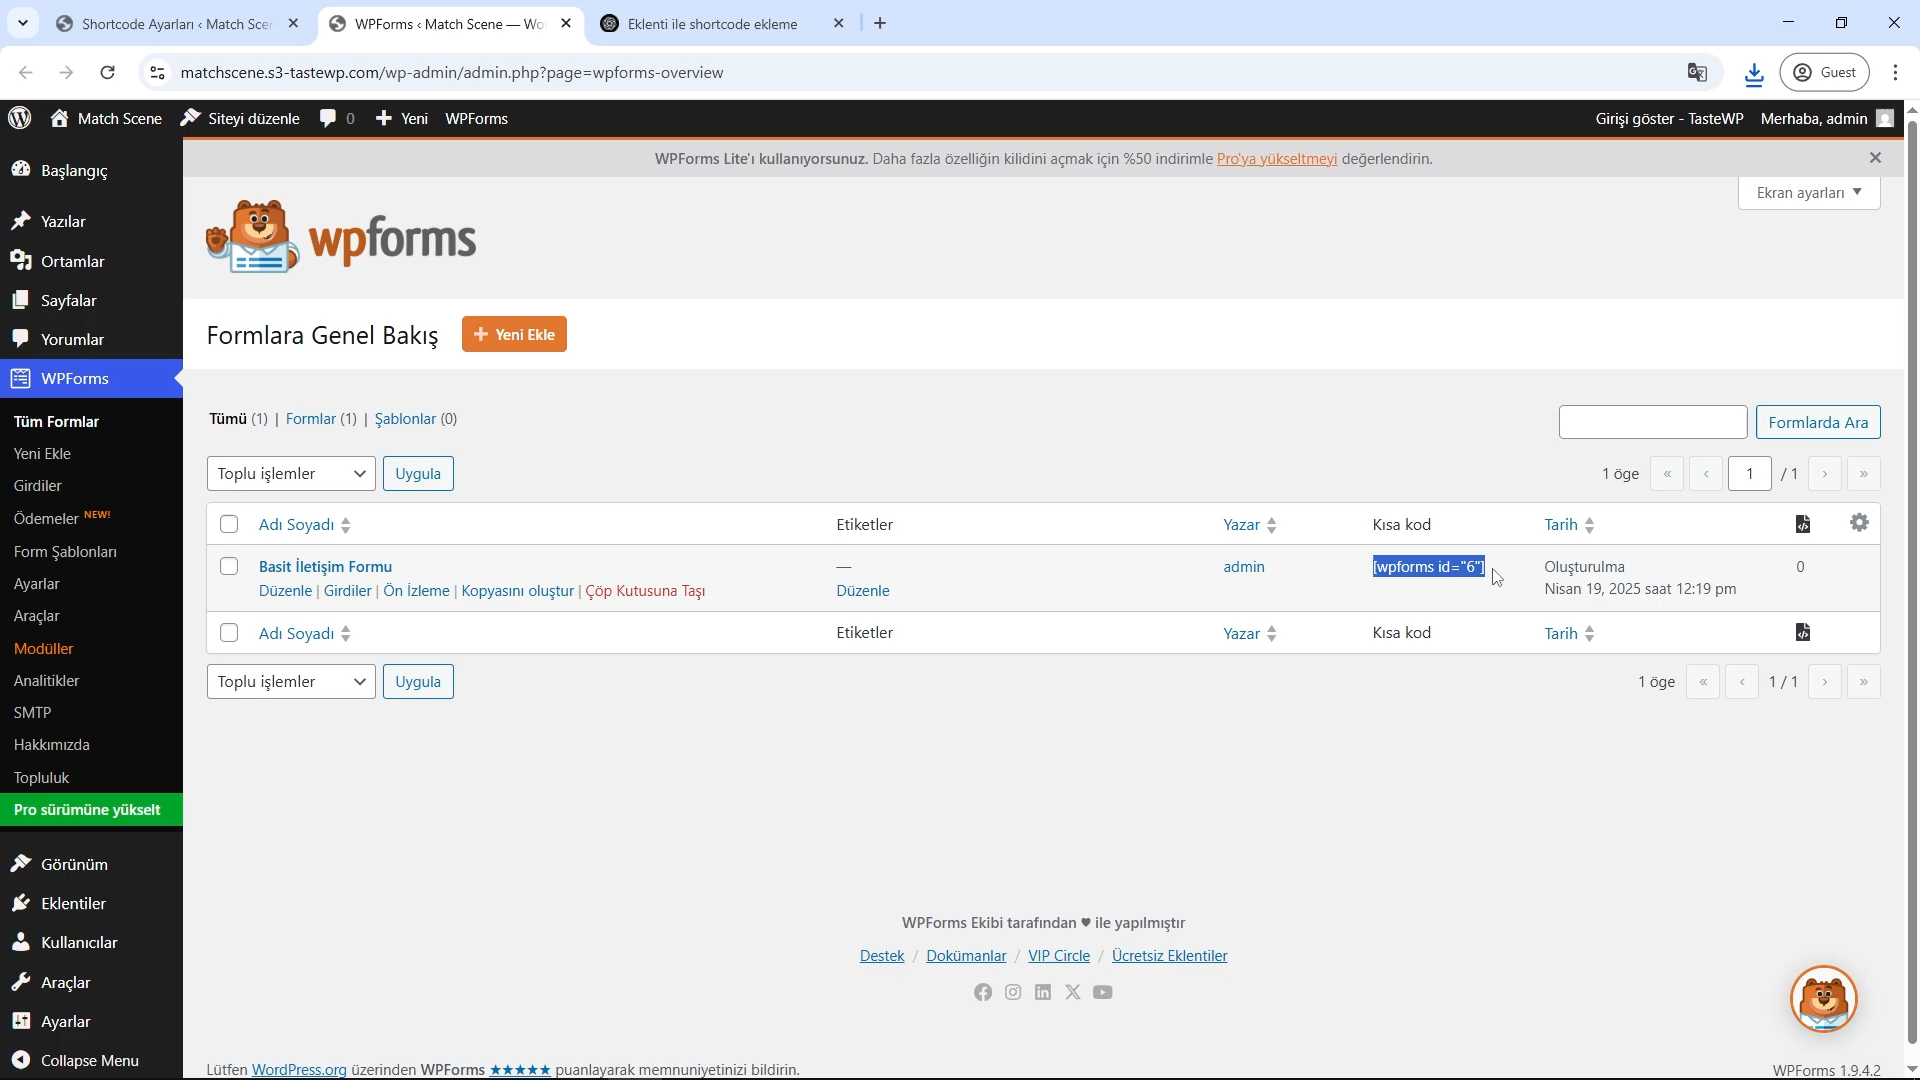 Shortcode Ayarları ‹ Match Scen
WPForms ‹ Match Scene — Wo
Eklenti ile shortcode ekleme
matchscene.s3-tastewp.com/wp-admin/admin.php?page=wpforms-overview
Guest
Match Scene
Siteyi düzenle
0
Yeni
WPForms
Girişi göster - TasteWP
Merhaba, admin
WPForms Lite'ı kullanıyorsunuz. Daha fazla özelliğin kilidini açmak için %50 indirimle Pro'ya yükseltmeyi değerlendirin.
Ekran ayarları
Başlangıç
Yazılar
Ortamlar
Sayfalar
Yorumlar
WPForms
Tüm Formlar
Yeni Ekle
Girdiler
Ödemeler NEW!
Form Şablonları
Ayarlar
Araçlar
Modüller
Analitikler
SMTP
Hakkımızda
Topluluk
Pro sürümüne yükselt
Görünüm
Eklentiler
Kullanıcılar
Araçlar
Ayarlar
Collapse Menu
wpforms
Formlara Genel Bakış
+ Yeni Ekle
Tümü (1) | Formlar (1) | Şablonlar (0)
Formlarda Ara
Toplu işlemler
Uygula
1 öge « ‹ 1 / 1 › »
Adı Soyadı
Etiketler
Yazar
Kısa kod
Tarih
Basit İletişim Formu
—
admin
[wpforms id="6"]
Oluşturulma
0
Düzenle | Girdiler | Ön İzleme | Kopyasını oluştur | Çöp Kutusuna Taşı
Düzenle
Nisan 19, 2025 saat 12:19 pm
Adı Soyadı
Etiketler
Yazar
Kısa kod
Tarih
Toplu işlemler
Uygula
1 öge « ‹ 1 / 1 › »
WPForms Ekibi tarafından ♥ ile yapılmıştır
Destek / Dokümanlar / VIP Circle / Ücretsiz Eklentiler
Lütfen WordPress.org üzerinden WPForms ★★★★★ puanlayarak memnuniyetinizi bildirin.
WPForms 1.9.4.2